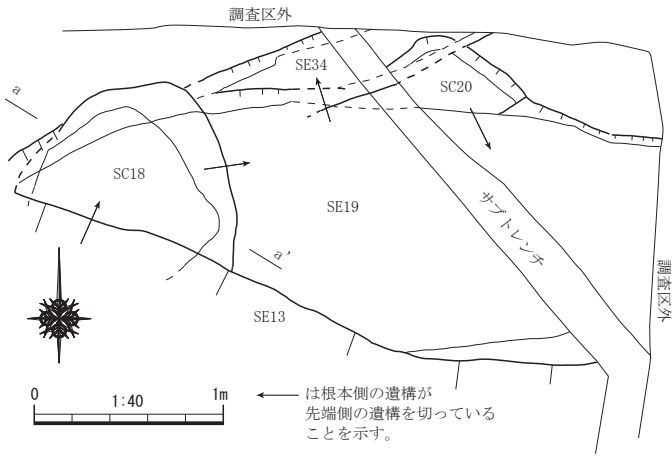 調査区外
SE34
SC20
a
SC18
SE19
サブトレンチ
a'
調査区外
SE13
0
1:40
1m
は根本側の遺構が
先端側の遺構を切っている
ことを示す。